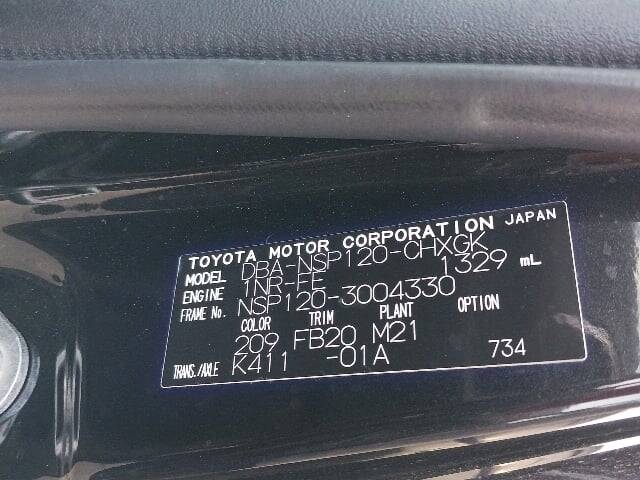 TOYOTA MOTOR CORPORATION JAPAN
MODEL DBA-NSP120-CHXGK
ENGINE 1NR-FE 1329 mL
FRAME No. NSP120-3004330
COLOR TRIM PLANT OPTION
209 FB20 M21
TRANS./AXLE K411 -01A 734